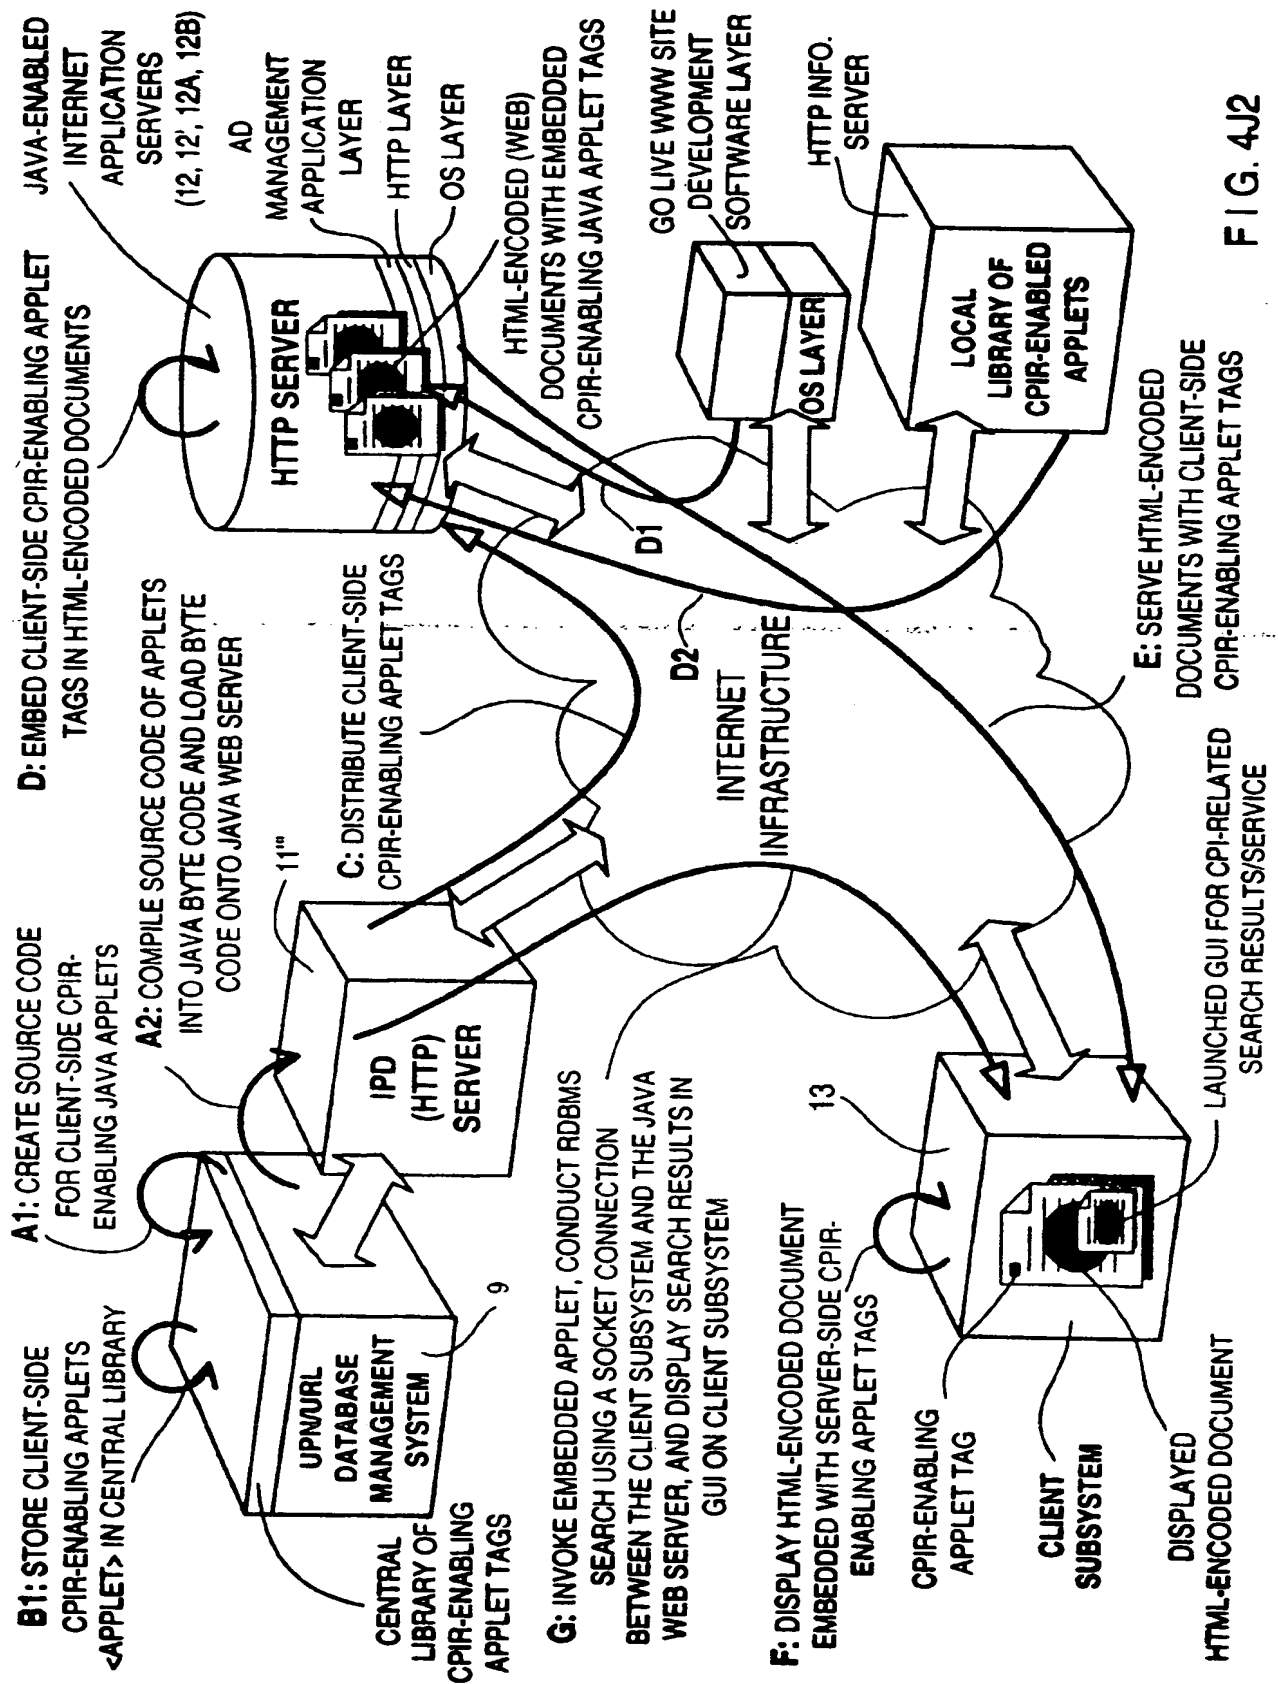 B1: STORE CLIENT-SIDE
CPIR-ENABLING APPLETS
<APPLET> IN CENTRAL LIBRARY
A1: CREATE SOURCE CODE
FOR CLIENT-SIDE CPIR-
ENABLING JAVA APPLETS
A2: COMPILE SOURCE CODE OF APPLETS
INTO JAVA BYTE CODE AND LOAD BYTE
CODE ONTO JAVA WEB SERVER
D: EMBED CLIENT-SIDE CPIR-ENABLING APPLET
TAGS IN HTML-ENCODED DOCUMENTS
JAVA-ENABLED
INTERNET
APPLICATION
SERVERS
(12, 12', 12A, 12B)
AD
MANAGEMENT
APPLICATION
LAYER
HTTP LAYER
OS LAYER
HTTP SERVER
HTML-ENCODED (WEB)
DOCUMENTS WITH EMBEDDED
CPIR-ENABLING JAVA APPLET TAGS
C: DISTRIBUTE CLIENT-SIDE
CPIR-ENABLING APPLET TAGS
11'''
IPD
(HTTP)
SERVER
UPN/URL
DATABASE
MANAGEMENT
SYSTEM
9
CENTRAL
LIBRARY OF
CPIR-ENABLING
APPLET TAGS
D1
D2
GO LIVE WWW SITE
DEVELOPMENT
SOFTWARE LAYER
OS LAYER
INTERNET
INFRASTRUCTURE
HTTP INFO.
SERVER
LOCAL
LIBRARY OF
CPIR-ENABLED
APPLETS
G: INVOKE EMBEDDED APPLET, CONDUCT RDBMS
SEARCH USING A SOCKET CONNECTION
BETWEEN THE CLIENT SUBSYSTEM AND THE JAVA
WEB SERVER, AND DISPLAY SEARCH RESULTS IN
GUI ON CLIENT SUBSYSTEM
F: DISPLAY HTML-ENCODED DOCUMENT
EMBEDDED WITH SERVER-SIDE CPIR-
ENABLING APPLET TAGS
13
CPIR-ENABLING
APPLET TAG
CLIENT
SUBSYSTEM
DISPLAYED
HTML-ENCODED DOCUMENT
LAUNCHED GUI FOR CPI-RELATED
SEARCH RESULTS/SERVICE
E: SERVE HTML-ENCODED
DOCUMENTS WITH CLIENT-SIDE
CPIR-ENABLING APPLET TAGS
FIG. 4J2